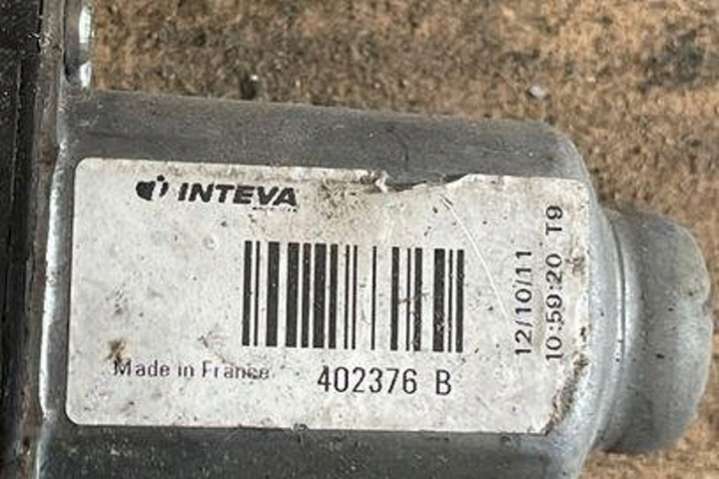 INTEVA
Made in France
402376 B
12/10/11
10:59:20 T9